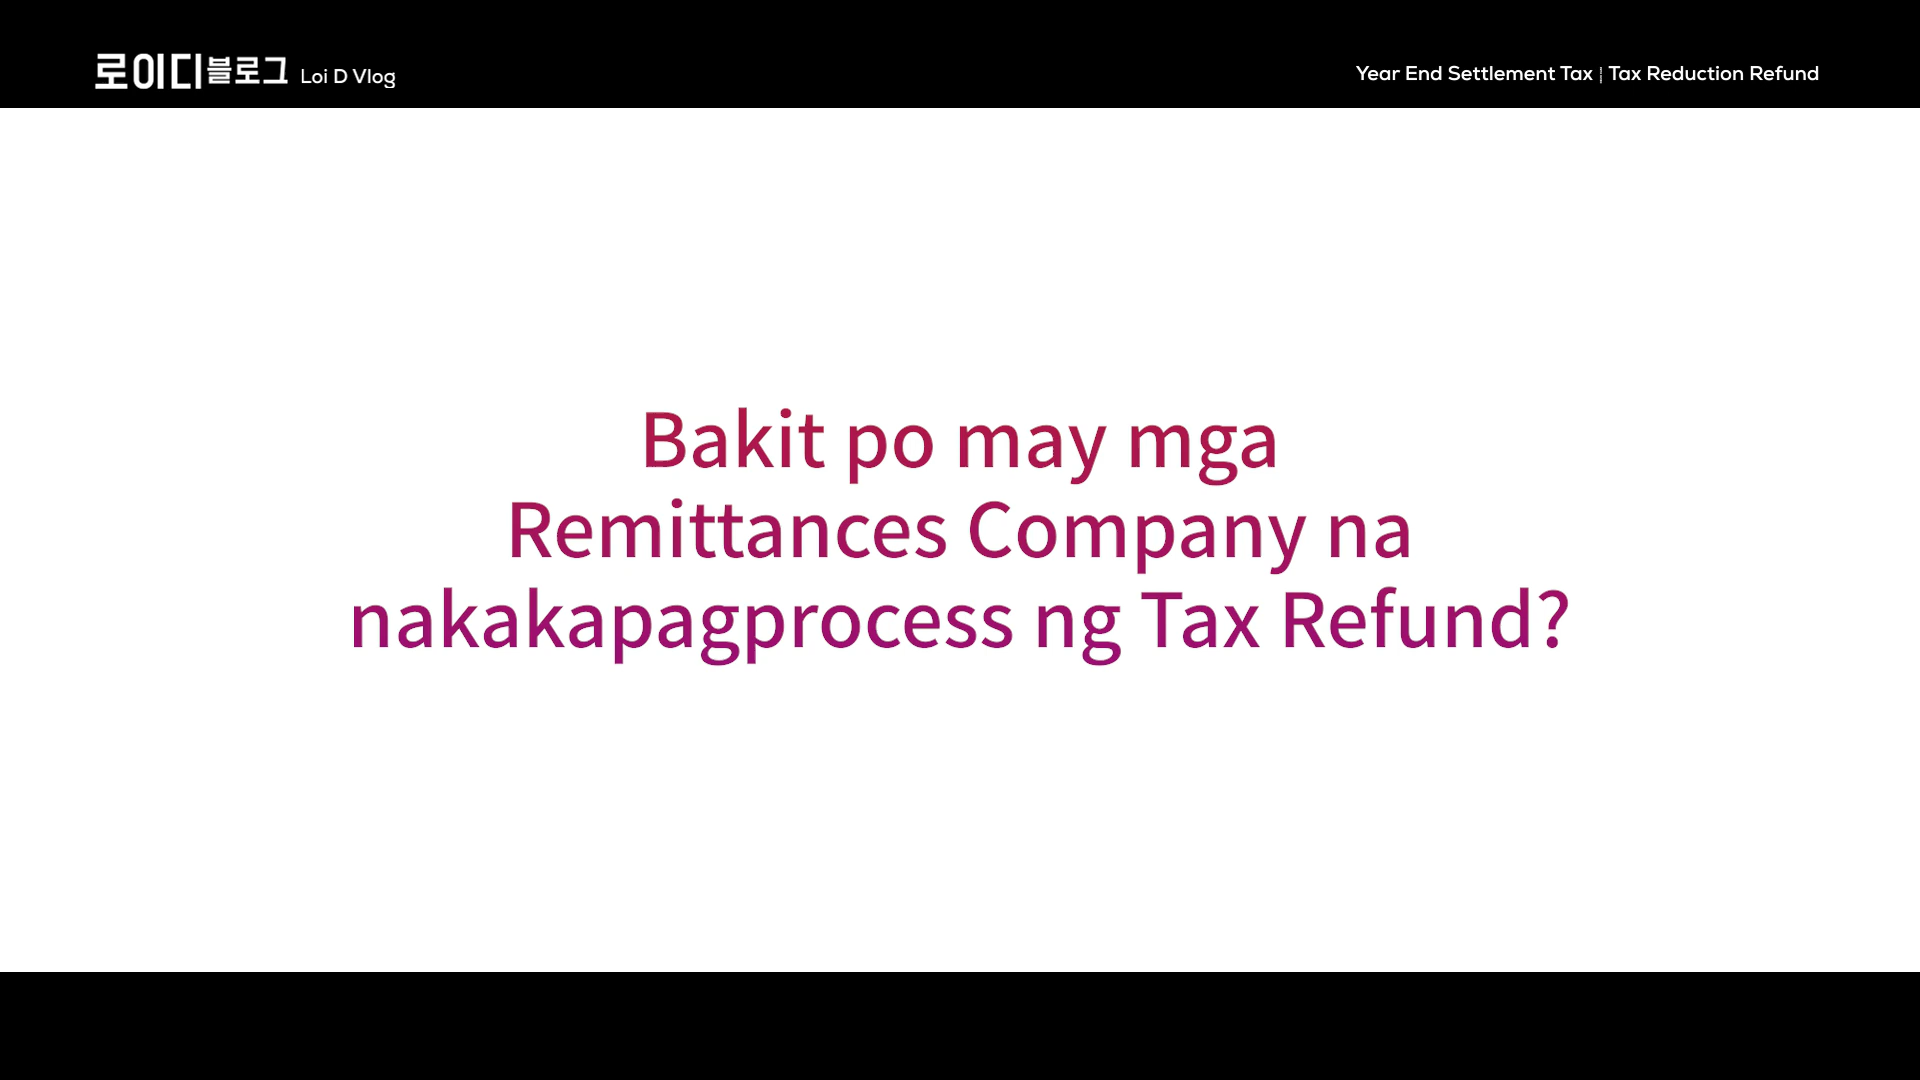 로이디블로그 Loi D Vlog
Year End Settlement Tax ¦ Tax Reduction Refund
Bakit po may mga
Remittances Company na
nakakapagprocess ng Tax Refund?